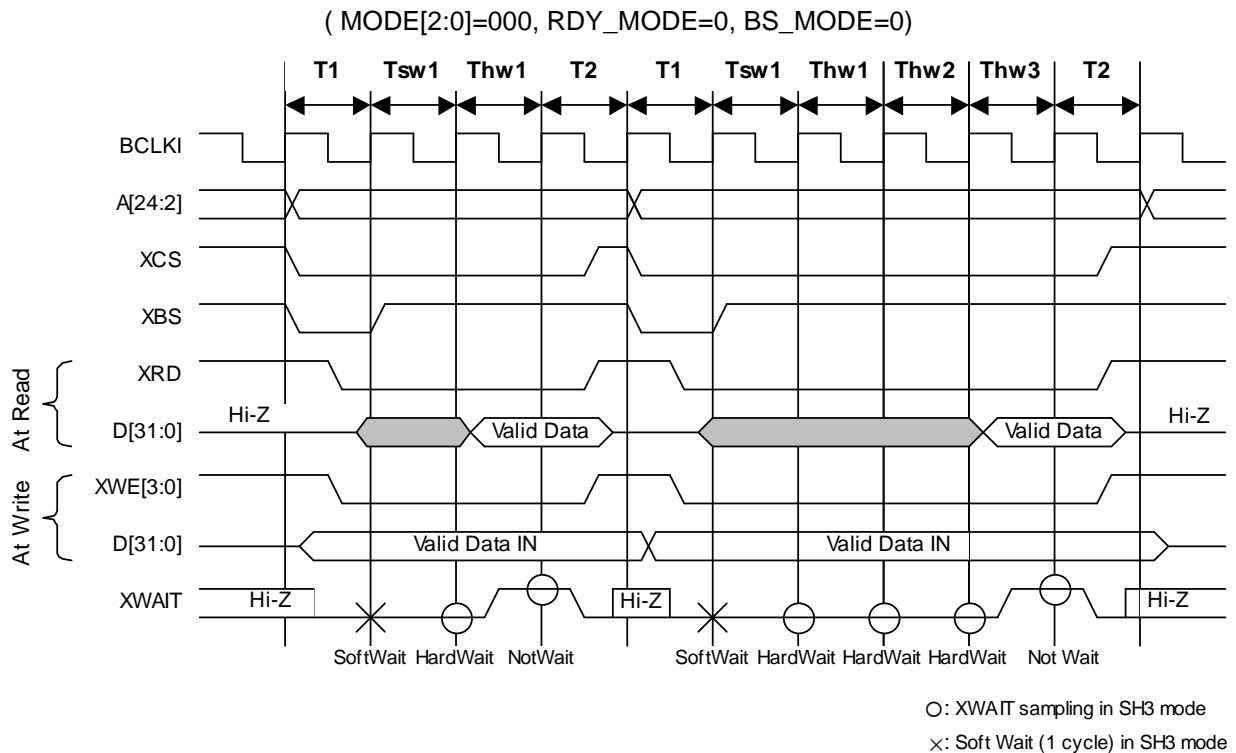 ( MODE[2:0]=000, RDY_MODE=0, BS_MODE=0)
T1 Tsw1 Thw1 T2 T1 Tsw1 Thw1 Thw2 Thw3 T2
BCLKI
A[24:2]
XCS
XBS
At Read
XRD
D[31:0] Hi-Z Valid Data Valid Data Hi-Z
At Write
XWE[3:0]
D[31:0] Valid Data IN Valid Data IN
XWAIT Hi-Z Hi-Z Hi-Z
SoftWait HardWait NotWait SoftWait HardWait HardWait HardWait Not Wait
○: XWAIT sampling in SH3 mode
×: Soft Wait (1 cycle) in SH3 mode